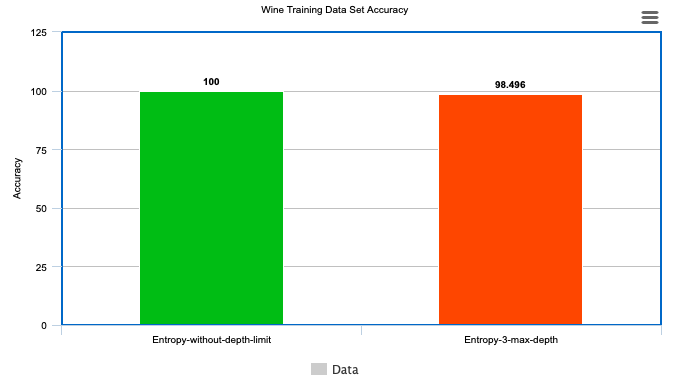 Wine Training Data Set Accuracy
125
100
75
50
25
0
Accuracy
100
98.496
Entropy-without-depth-limit
Entropy-3-max-depth
Data